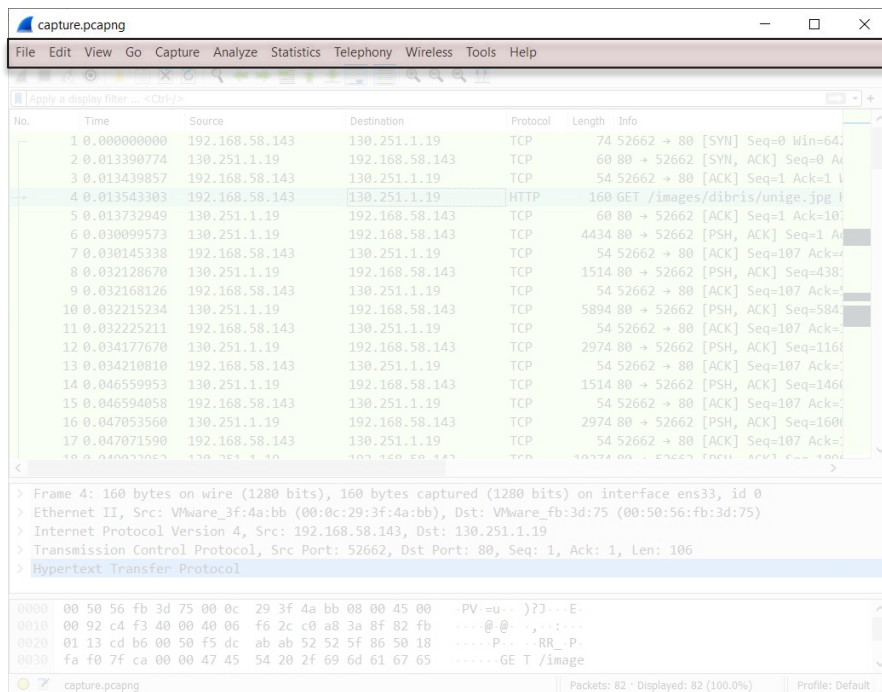 capture.pcapng
File Edit View Go Capture Analyze Statistics Telephony Wireless Tools Help
Apply a display filter ... <Ctrl-/>
No. Time Source Destination Protocol Length Info
1 0.000000000 192.168.58.143 130.251.1.19 TCP 74 52662 → 80 [SYN] Seq=0 Win=642
2 0.013390774 130.251.1.19 192.168.58.143 TCP 60 80 → 52662 [SYN, ACK] Seq=0 Ac
3 0.013439857 192.168.58.143 130.251.1.19 TCP 54 52662 → 80 [ACK] Seq=1 Ack=1 W
4 0.013543303 192.168.58.143 130.251.1.19 HTTP 160 GET /images/dibris/unige.jpg H
5 0.013732949 130.251.1.19 192.168.58.143 TCP 60 80 → 52662 [ACK] Seq=1 Ack=107
6 0.030099573 130.251.1.19 192.168.58.143 TCP 4434 80 → 52662 [PSH, ACK] Seq=1 Ac
7 0.030145338 192.168.58.143 130.251.1.19 TCP 54 52662 → 80 [ACK] Seq=107 Ack=4
8 0.032128670 130.251.1.19 192.168.58.143 TCP 1514 80 → 52662 [PSH, ACK] Seq=4381
9 0.032168126 192.168.58.143 130.251.1.19 TCP 54 52662 → 80 [ACK] Seq=107 Ack=5
10 0.032215234 130.251.1.19 192.168.58.143 TCP 5894 80 → 52662 [PSH, ACK] Seq=5841
11 0.032225211 192.168.58.143 130.251.1.19 TCP 54 52662 → 80 [ACK] Seq=107 Ack=1
12 0.034177670 130.251.1.19 192.168.58.143 TCP 2974 80 → 52662 [PSH, ACK] Seq=1168
13 0.034210810 192.168.58.143 130.251.1.19 TCP 54 52662 → 80 [ACK] Seq=107 Ack=1
14 0.046559953 130.251.1.19 192.168.58.143 TCP 1514 80 → 52662 [PSH, ACK] Seq=1460
15 0.046594058 192.168.58.143 130.251.1.19 TCP 54 52662 → 80 [ACK] Seq=107 Ack=1
16 0.047053560 130.251.1.19 192.168.58.143 TCP 2974 80 → 52662 [PSH, ACK] Seq=1606
17 0.047071590 192.168.58.143 130.251.1.19 TCP 54 52662 → 80 [ACK] Seq=107 Ack=1
Frame 4: 160 bytes on wire (1280 bits), 160 bytes captured (1280 bits) on interface ens33, id 0
Ethernet II, Src: VMware_3f:4a:bb (00:0c:29:3f:4a:bb), Dst: VMware_fb:3d:75 (00:50:56:fb:3d:75)
Internet Protocol Version 4, Src: 192.168.58.143, Dst: 130.251.1.19
Transmission Control Protocol, Src Port: 52662, Dst Port: 80, Seq: 1, Ack: 1, Len: 106
Hypertext Transfer Protocol
0000 00 50 56 fb 3d 75 00 0c 29 3f 4a bb 08 00 45 00 ·PV·=u·· )?J···E·
0010 00 92 c4 f3 40 00 40 06 f6 2c c0 a8 3a 8f 82 fb ····@·@· ·,··:···
0020 01 13 cd b6 00 50 f5 dc ab ab 52 52 5f 86 50 18 ·····P·· ··RR_·P·
0030 fa f0 7f ca 00 00 47 45 54 20 2f 69 6d 61 67 65 ······GE T /image
capture.pcapng Packets: 82 · Displayed: 82 (100.0%) Profile: Default